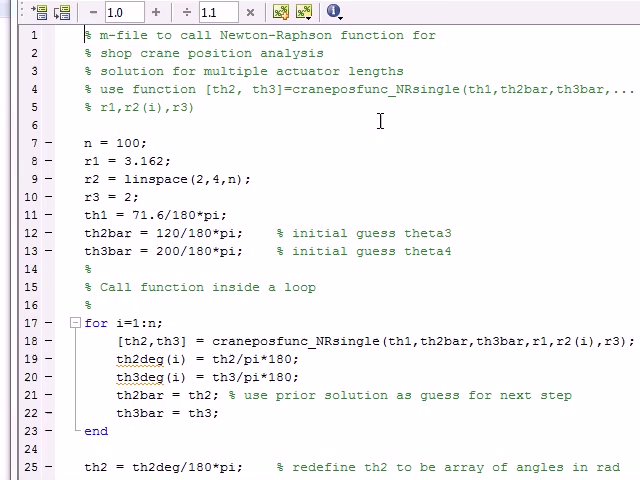 − 1.0 + ÷ 1.1 ×
1 % m-file to call Newton-Raphson function for
2 % shop crane position analysis
3 % solution for multiple actuator lengths
4 % use function [th2, th3]=craneposfunc_NRsingle(th1,th2bar,th3bar,...
5 % r1,r2(i),r3)
6
7 − n = 100;
8 − r1 = 3.162;
9 − r2 = linspace(2,4,n);
10 − r3 = 2;
11 − th1 = 71.6/180*pi;
12 − th2bar = 120/180*pi; % initial guess theta3
13 − th3bar = 200/180*pi; % initial guess theta4
14 %
15 % Call function inside a loop
16 %
17 − for i=1:n;
18 − [th2,th3] = craneposfunc_NRsingle(th1,th2bar,th3bar,r1,r2(i),r3);
19 − th2deg(i) = th2/pi*180;
20 − th3deg(i) = th3/pi*180;
21 − th2bar = th2; % use prior solution as guess for next step
22 − th3bar = th3;
23 − end
24
25 − th2 = th2deg/180*pi; % redefine th2 to be array of angles in rad